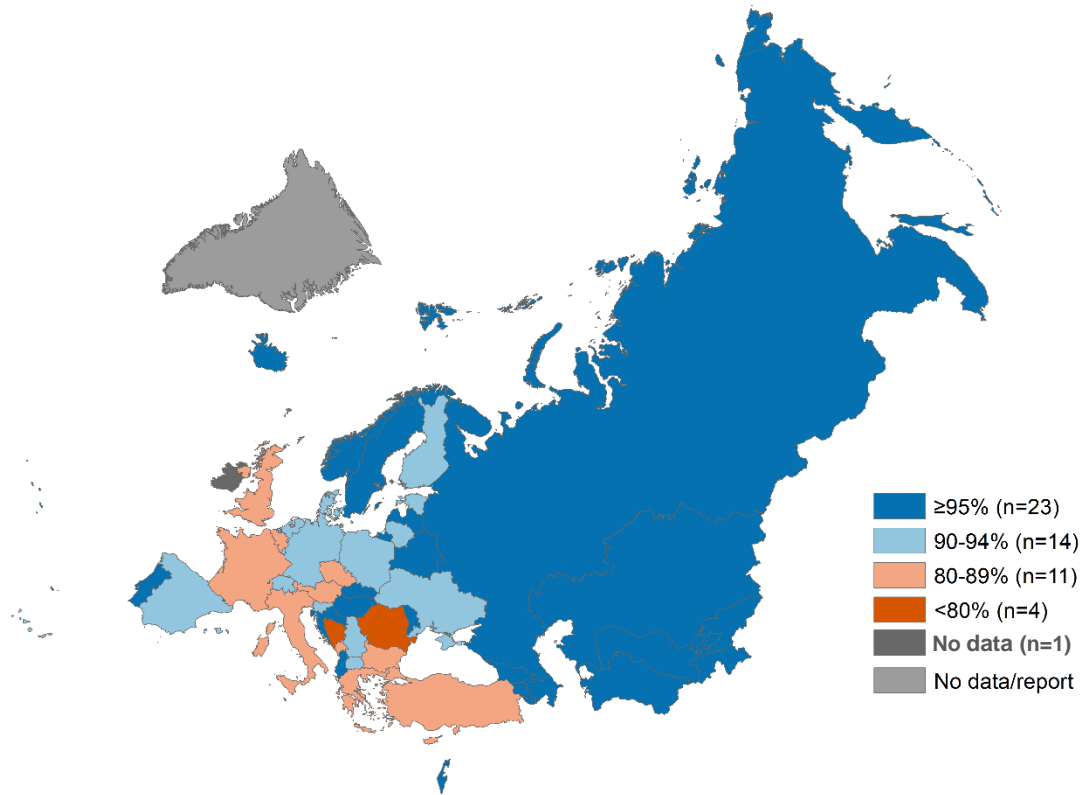 ≥95% (n=23)
90-94% (n=14)
80-89% (n=11)
<80% (n=4)
No data (n=1)
No data/report